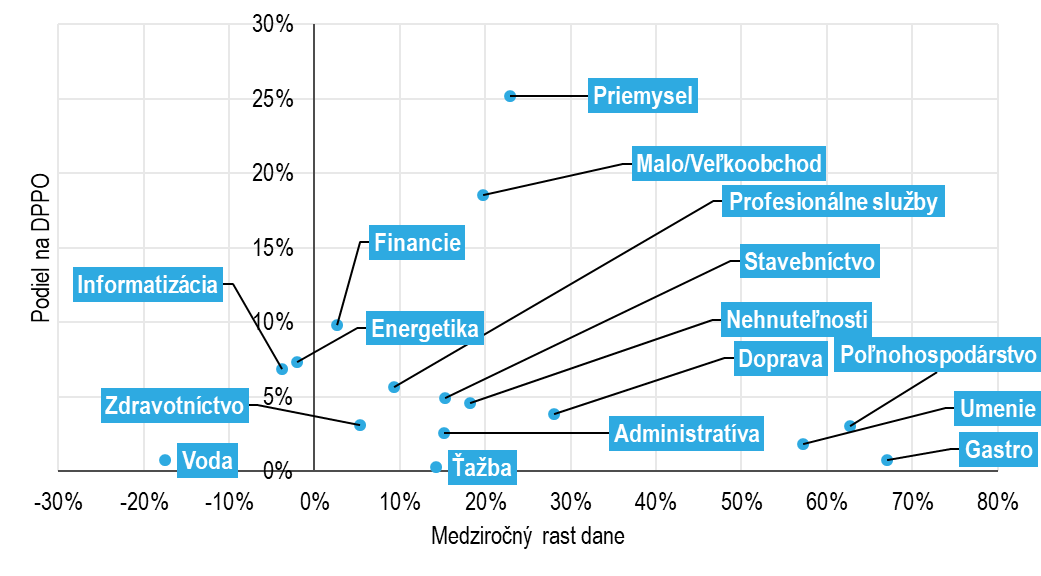 30%
25%
20%
15%
10%
5%
0%
Podiel na DPPO
Priemysel
Malo/Veľkoobchod
Profesionálne služby
Financie
Stavebníctvo
Informatizácia
Nehnuteľnosti
Energetika
Poľnohospodárstvo
Doprava
Zdravotníctvo
Umenie
Administratíva
Gastro
Voda
Ťažba
-30% -20% -10% 0% 10% 20% 30% 40% 50% 60% 70% 80%
Medziročný rast dane